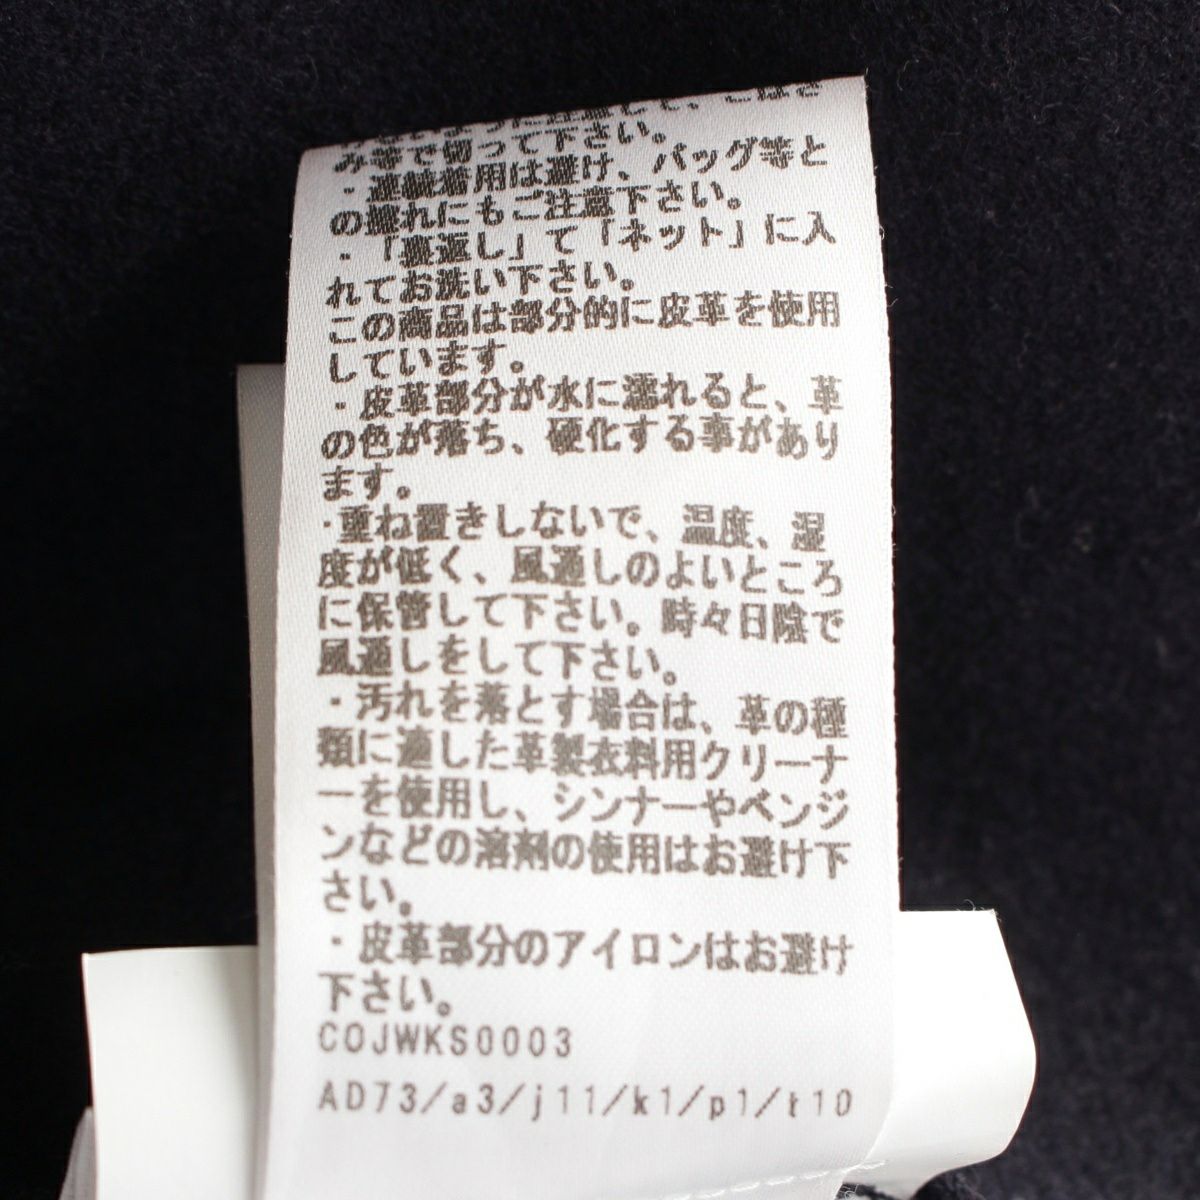 み等で切って下さい。
・連続着用は避け、バッグ等と
の擦れにもご注意下さい。
・「裏返し」て「ネット」に入
れてお洗い下さい。
この商品は部分的に皮革を使用
しています。
・皮革部分が水に濡れると、革
の色が落ち、硬化する事があり
ます。
・重ね置きしないで、温度、湿
度が低く、風通しのよいところ
に保管して下さい。時々日陰で
風通しをして下さい。
・汚れを落とす場合は、革の種
類に適した革製衣料用クリーナ
ーを使用し、シンナーやベンジ
ンなどの溶剤の使用はお避け下
さい。
・皮革部分のアイロンはお避け
下さい。
COJWKS0003
AD73/a3/j11/k1/p1/t10